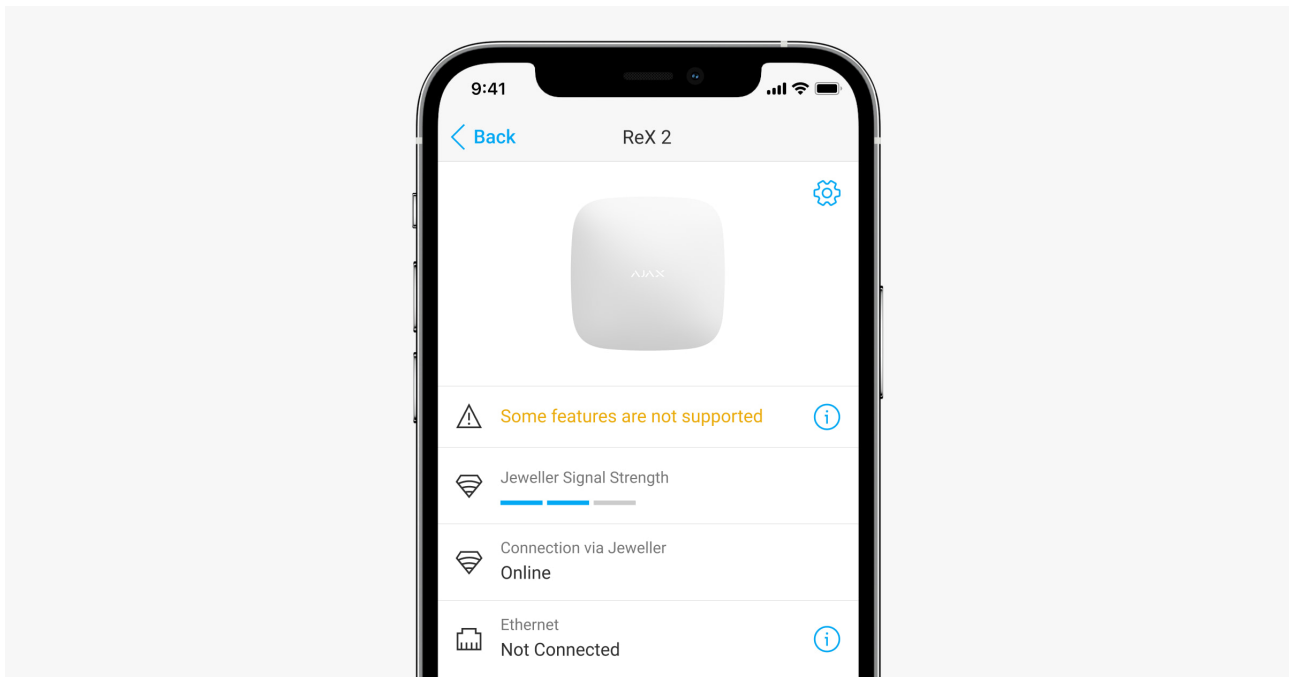 9:41
Back
ReX 2
AJAX
Some features are not supported
Jeweller Signal Strength
Connection via Jeweller
Online
Ethernet
Not Connected